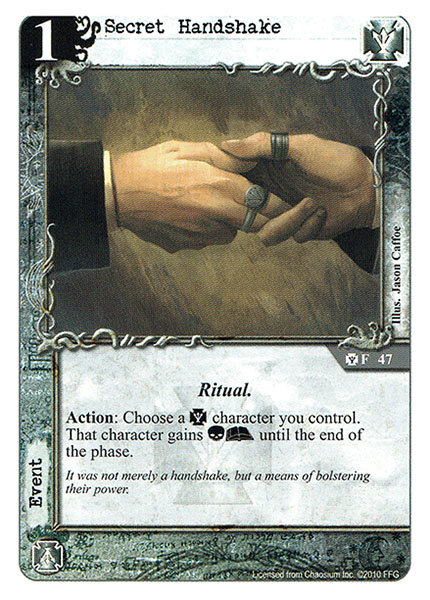 1
Secret Handshake
Illus. Jason Caffoe
F 47
Ritual.
Action: Choose a character you control.
That character gains until the end of
the phase.
It was not merely a handshake, but a means of bolstering
their power.
Event
Licensed from Chaosium Inc. ©2010 FFG